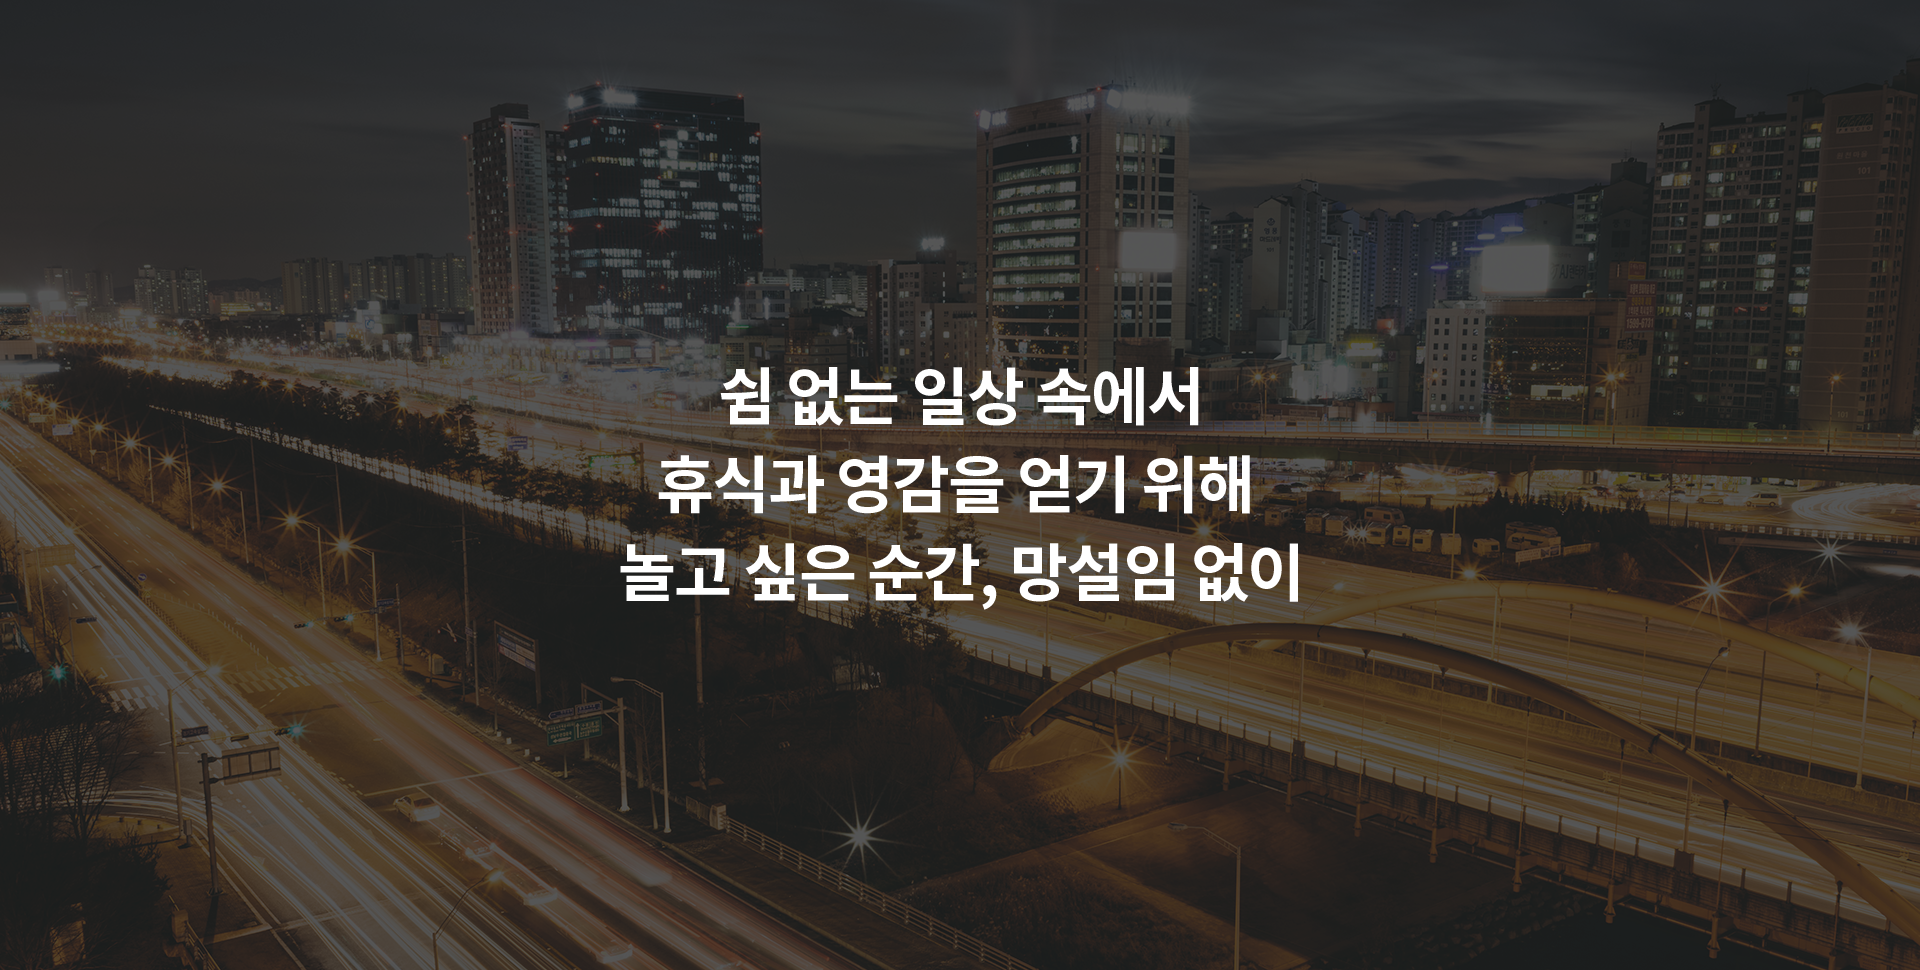 쉼 없는 일상 속에서
휴식과 영감을 얻기 위해
놀고 싶은 순간, 망설임 없이